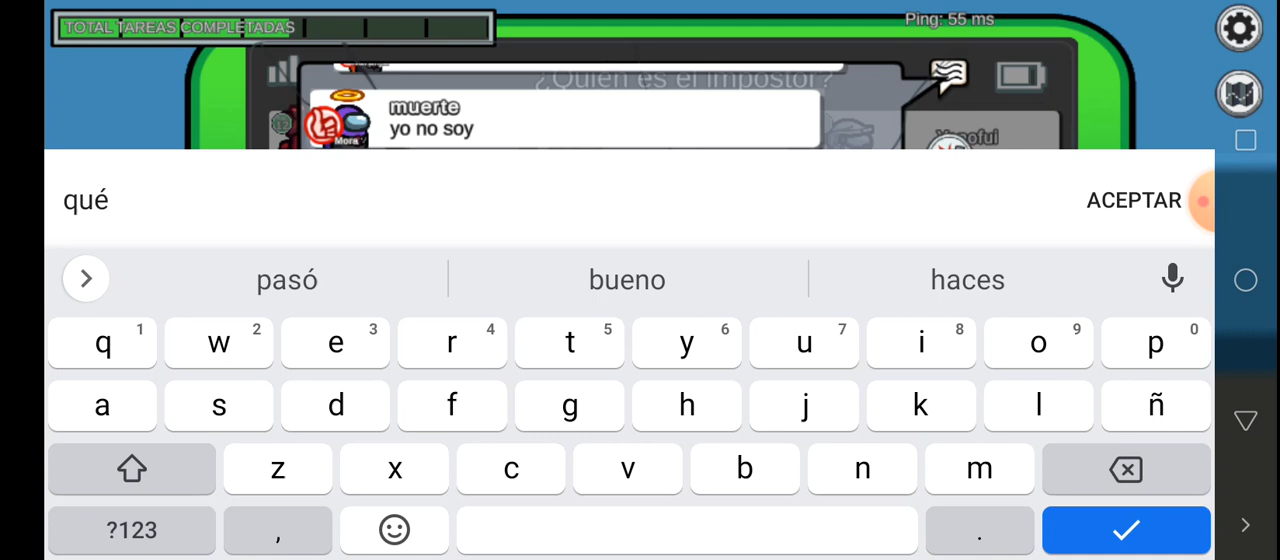 TOTAL TAREAS COMPLETADAS
Ping: 55 ms
¿Quién es el impostor?
muerte
yo no soy
Mora
Yonofui
qué
ACEPTAR
pasó bueno haces
q 1 w 2 e 3 r 4 t 5 y 6 u 7 i 8 o 9 p 0
a s d f g h j k l ñ
z x c v b n m
?123 , .